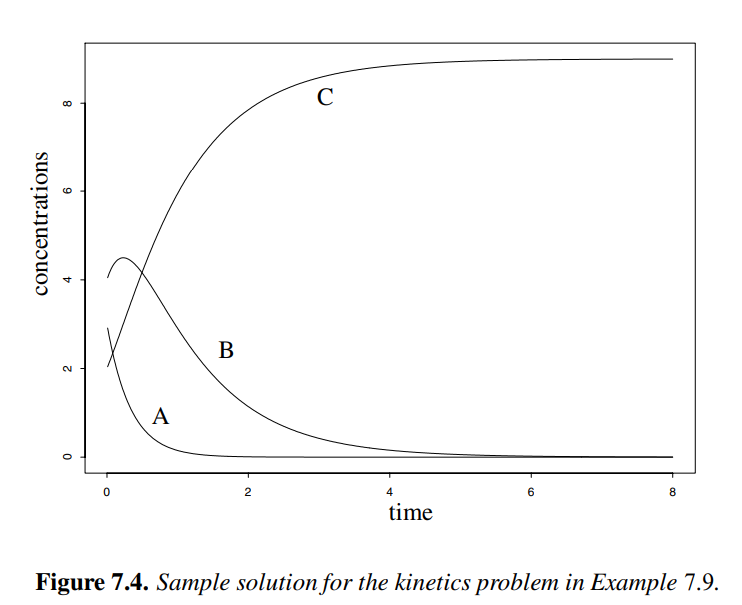 concentrations
8
6
4
2
0
C
B
A
0 2 4 6 8
time
Figure 7.4. Sample solution for the kinetics problem in Example 7.9.